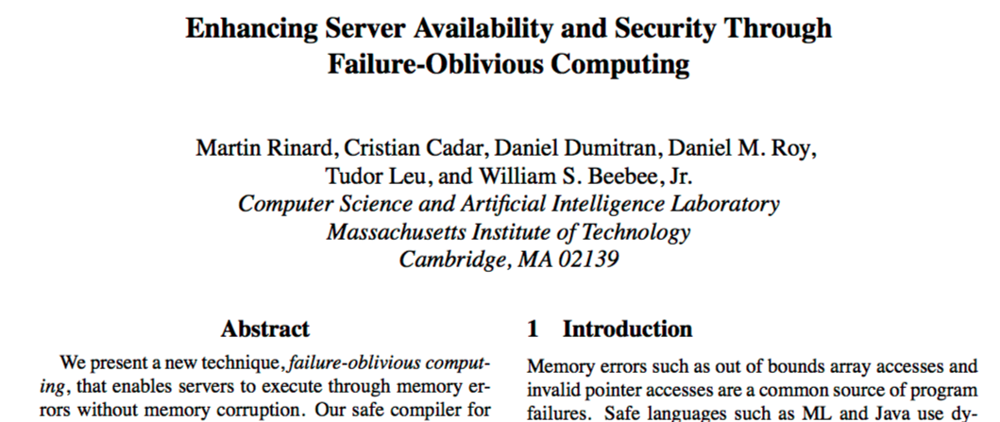 Enhancing Server Availability and Security Through
Failure-Oblivious Computing
Martin Rinard, Cristian Cadar, Daniel Dumitran, Daniel M. Roy,
Tudor Leu, and William S. Beebee, Jr.
Computer Science and Artificial Intelligence Laboratory
Massachusetts Institute of Technology
Cambridge, MA 02139
Abstract
We present a new technique, failure-oblivious comput-
ing, that enables servers to execute through memory er-
rors without memory corruption. Our safe compiler for
1 Introduction
Memory errors such as out of bounds array accesses and
invalid pointer accesses are a common source of program
failures. Safe languages such as ML and Java use dy-